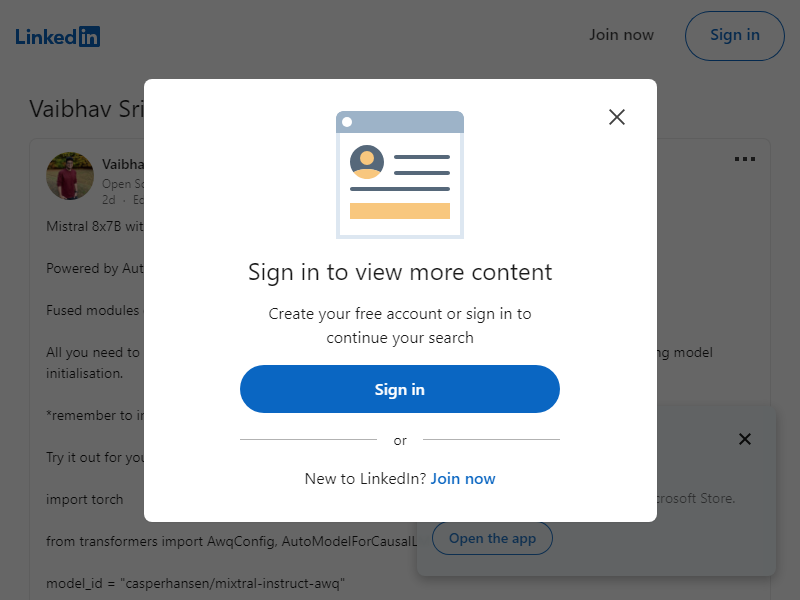 LinkedIn
Join now
Sign in
Vaibhav Sri
Vaibha
Open So
2d · Ed
Mistral 8x7B wit
Powered by Aut
Fused modules
All you need to
ng model
initialisation.
*remember to in
Try it out for you
import torch
from transformers import AwqConfig, AutoModelForCausalL
model_id = "casperhansen/mixtral-instruct-awq"
Sign in to view more content
Create your free account or sign in to
continue your search
Sign in
or
New to LinkedIn? Join now
crosoft Store.
Open the app